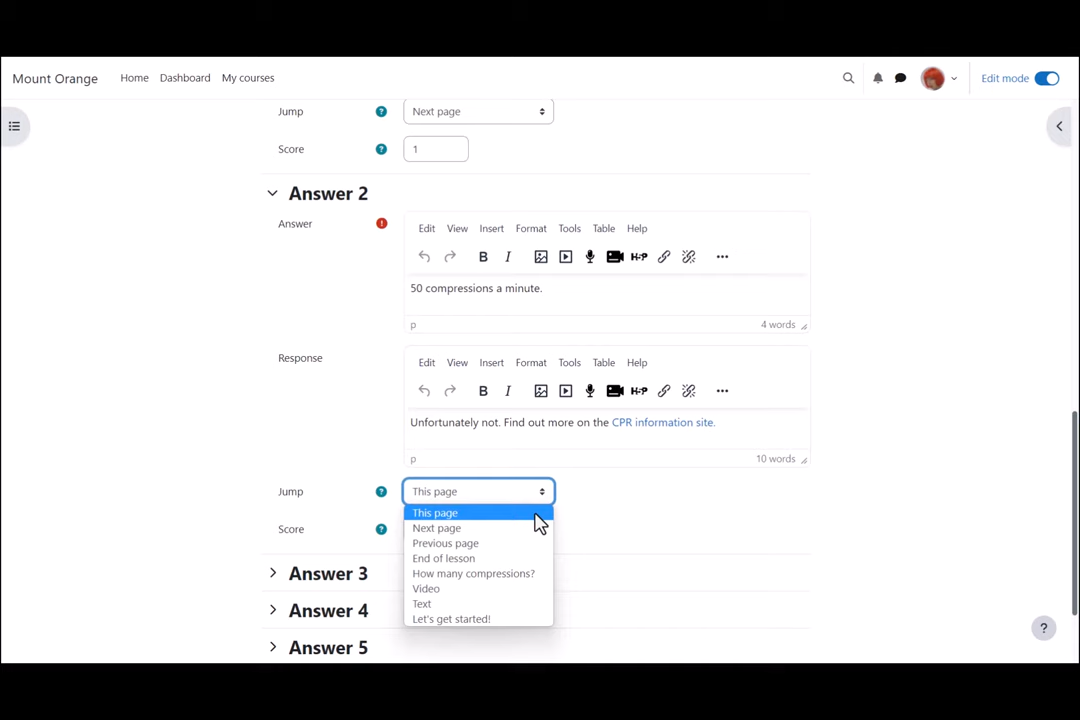 Mount Orange Home Dashboard My courses Edit mode
Jump ? Next page
Score ? 1
Answer 2
Answer !
Edit View Insert Format Tools Table Help
B I H-P
50 compressions a minute.
p 4 words
Response
Edit View Insert Format Tools Table Help
B I H-P
Unfortunately not. Find out more on the CPR information site.
p 10 words
Jump ? This page
This page
Score ?
Next page
Previous page
End of lesson
How many compressions?
Video
Text
Let's get started!
Answer 3
Answer 4
Answer 5
?